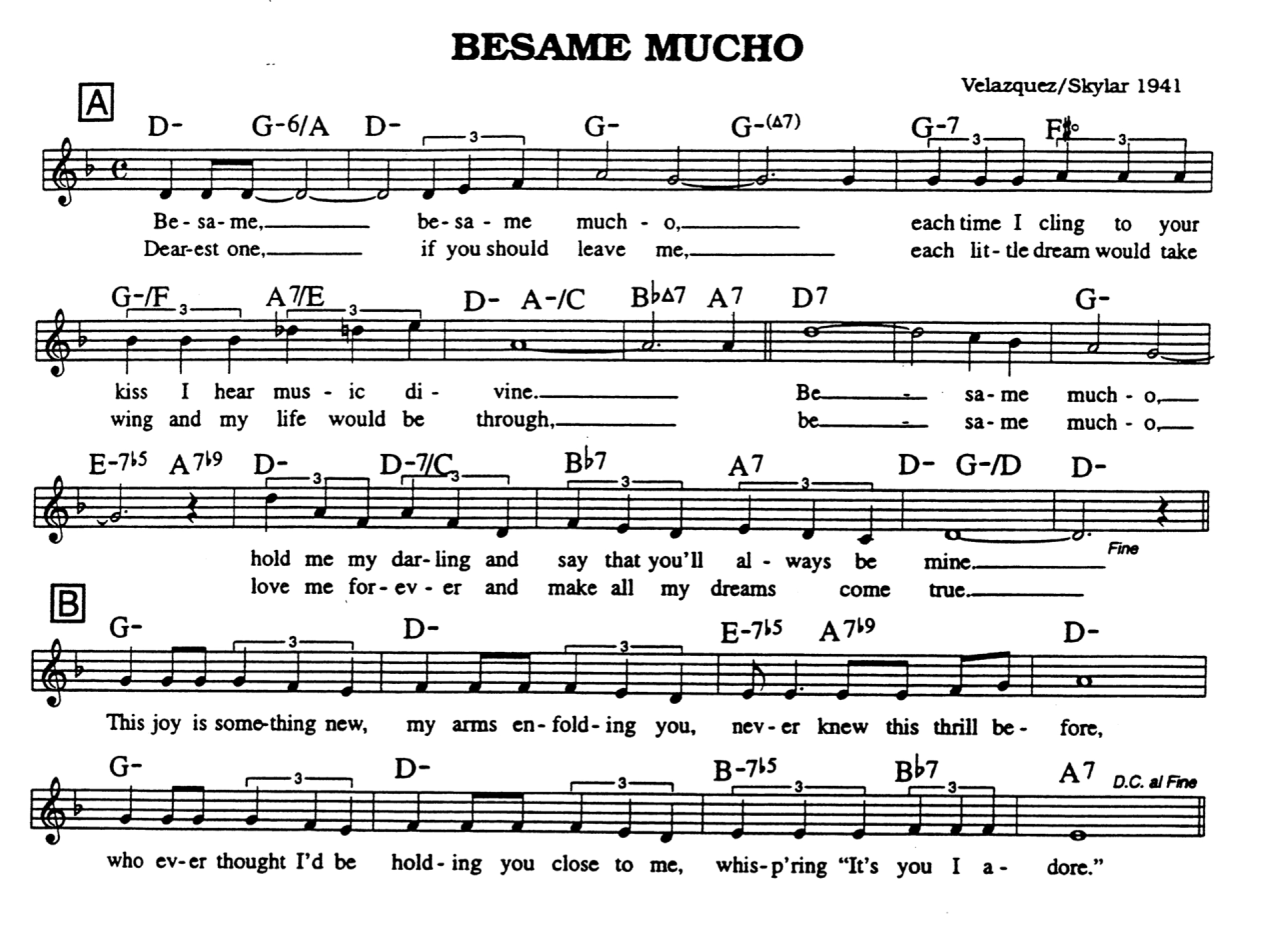 BESAME MUCHO
Velazquez/Skylar 1941
A
D- G-6/A D- 3 G- G-(Δ7) G-7 3 F#° 3
Be - sa - me, be - sa - me much - o, each time I cling to your
Dear-est one, if you should leave me, each lit - tle dream would take
G-/F 3 A7/E 3 D- A-/C B♭Δ7 A7 D7 G-
kiss I hear mus - ic di - vine. Be - sa - me much - o,
wing and my life would be through, be - sa - me much - o,
E-7♭5 A7♭9 D- 3 D-7/C 3 B♭7 3 A7 3 D- G-/D D-
Fine
hold me my dar - ling and say that you'll al - ways be mine.
love me for - ev - er and make all my dreams come true.
B
G- 3 D- 3 E-7♭5 A7♭9 D-
This joy is some-thing new, my arms en - fold - ing you, nev - er knew this thrill be - fore,
G- 3 D- 3 B-7♭5 3 B♭7 3 A7 D.C. al Fine
who ev-er thought I'd be hold - ing you close to me, whis-p'ring “It's you I a - dore.”